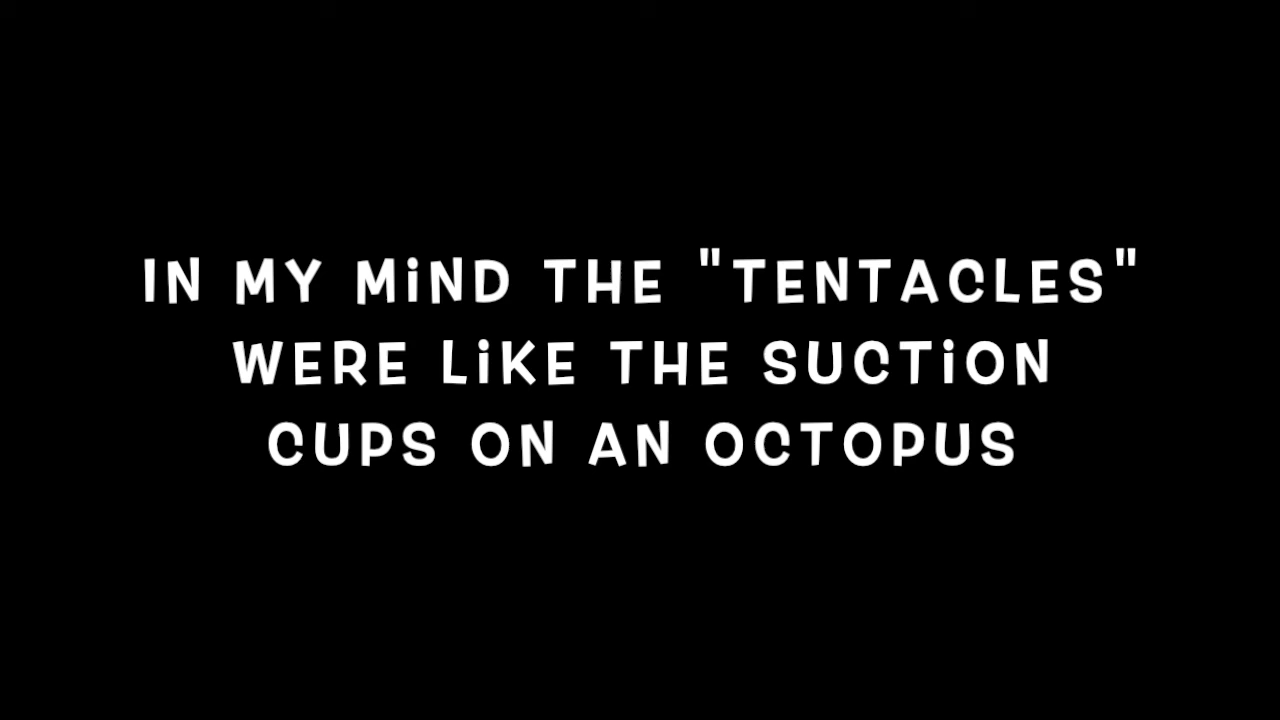 IN MY MiND THE "TENTACLES"
WERE LiKE THE SUCTiON
CUPS ON AN OCTOPUS